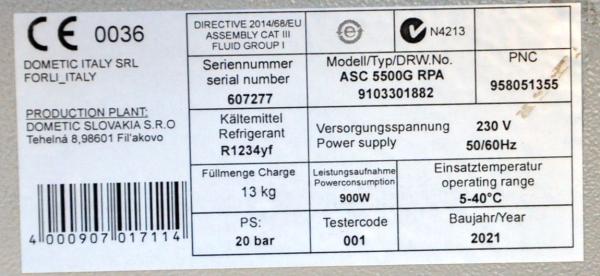 CE 0036
DOMETIC ITALY SRL
FORLI_ITALY
PRODUCTION PLANT:
DOMETIC SLOVAKIA S.R.O
Tehelná 8,98601 Fil'akovo
4 000907 017114
DIRECTIVE 2014/68/EU
ASSEMBLY CAT III
FLUID GROUP I
e
N4213
Seriennummer
serial number
607277
Modell/Typ/DRW.No.
ASC 5500G RPA
9103301882
PNC
958051355
Kältemittel
Refrigerant
R1234yf
Versorgungsspannung 230 V
Power supply 50/60Hz
Füllmenge Charge
13 kg
Leistungsaufnahme
Powerconsumption
900W
Einsatztemperatur
operating range
5-40°C
PS:
20 bar
Testercode
001
Baujahr/Year
2021